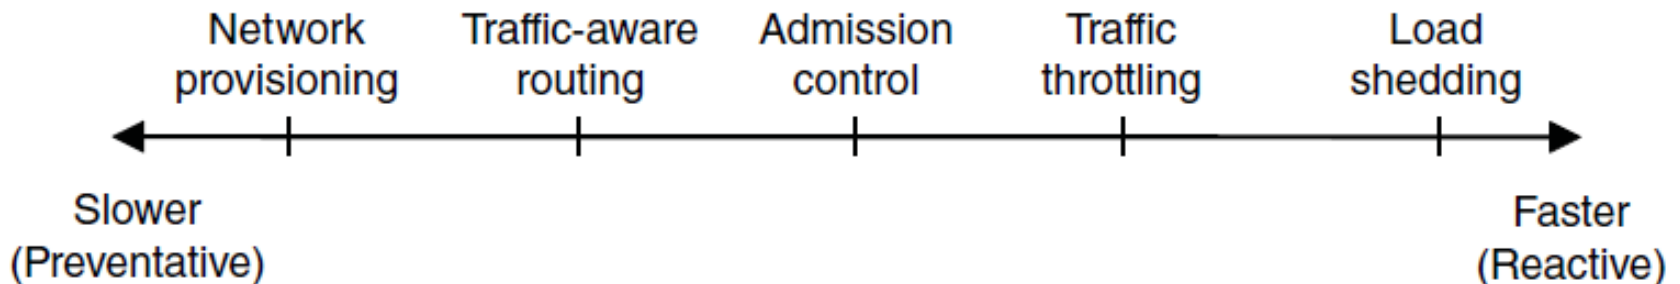 Network
provisioning
Traffic-aware
routing
Admission
control
Traffic
throttling
Load
shedding
Slower
(Preventative)
Faster
(Reactive)